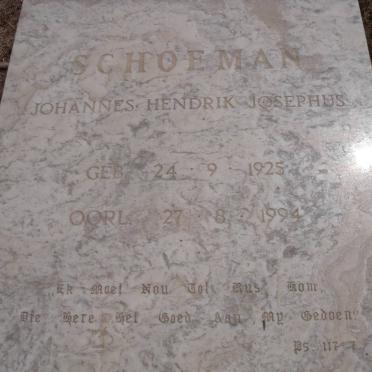 SCHOEMAN
JOHANNES HENDRIK JOSEPHUS
GEB. 24 9 1925
OORL. 27 8 1994
Ek Moet Nou Tot Rus Kom,
Die Here Het Goed Aan My Gedoen.
Ps 117 7